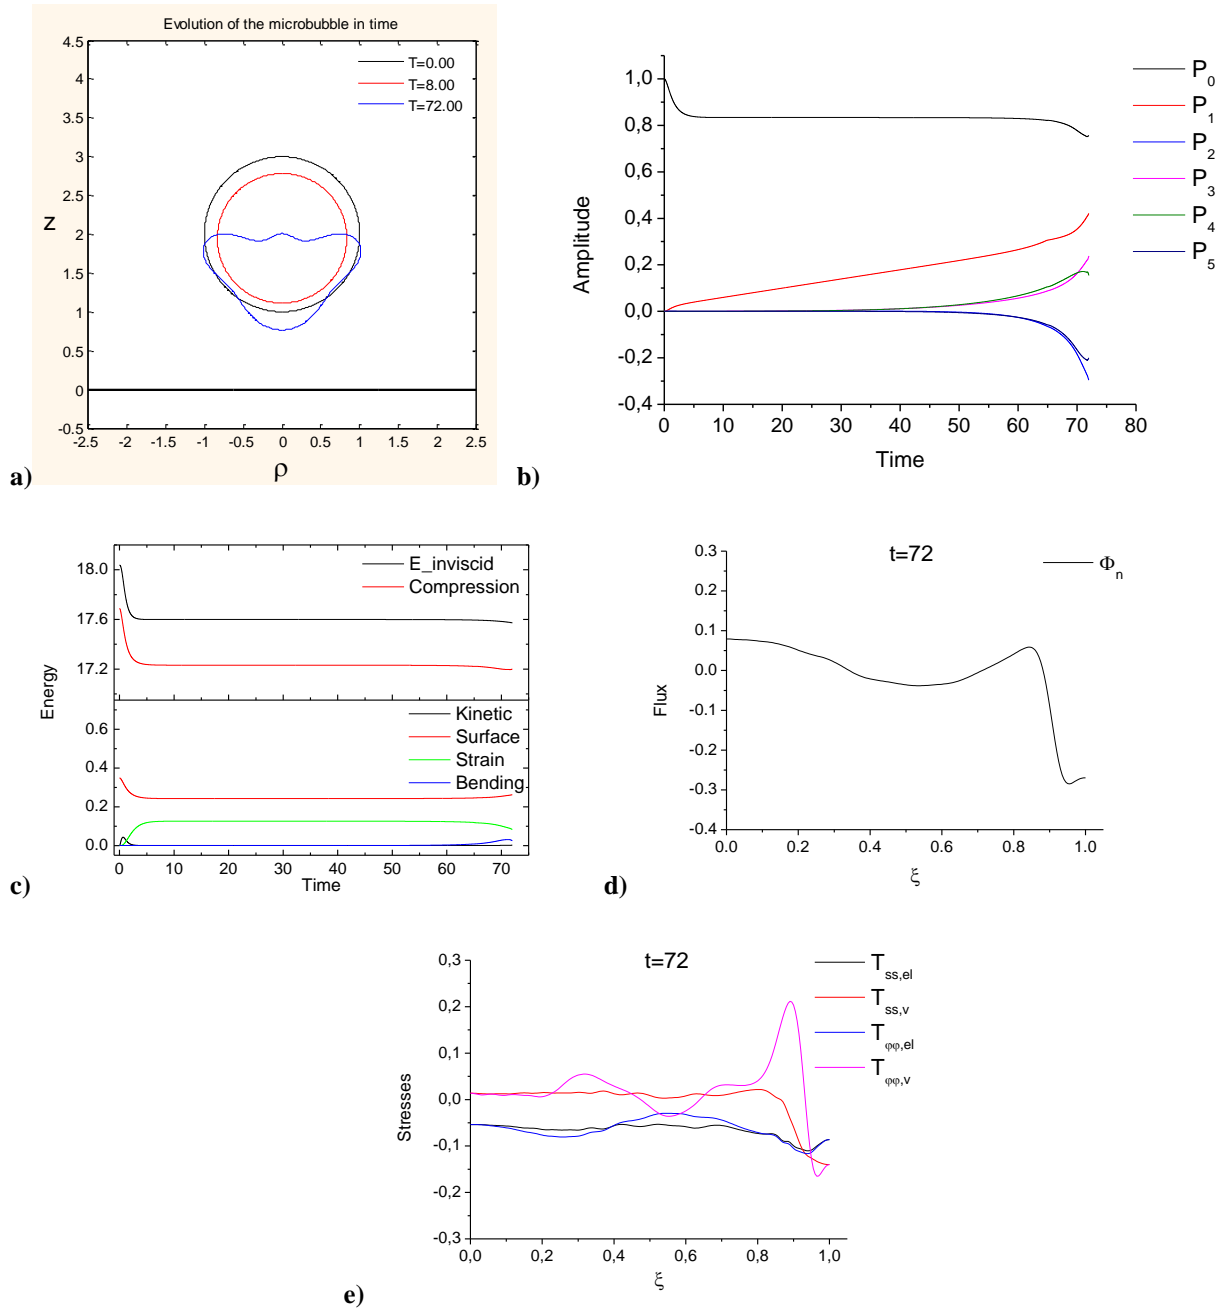 Evolution of the microbubble in time
4.5
4
3.5
3
2.5
2
1.5
1
0.5
0
-0.5
z
T=0.00
T=8.00
T=72.00
-2.5 -2 -1.5 -1 -0.5 0 0.5 1 1.5 2 2.5
ρ
a)
1,0
0,8
0,6
0,4
0,2
0,0
-0,2
-0,4
Amplitude
P0
P1
P2
P3
P4
P5
0 10 20 30 40 50 60 70 80
Time
b)
18.0
17.6
17.2
E_inviscid
Compression
Energy
0.6
0.4
0.2
0.0
Kinetic
Surface
Strain
Bending
0 10 20 30 40 50 60 70
Time
c)
t=72
Φn
0.3
0.2
0.1
0.0
-0.1
-0.2
-0.3
-0.4
Flux
0.0 0.2 0.4 0.6 0.8 1.0
ξ
d)
t=72
0,3
0,2
0,1
0,0
-0,1
-0,2
-0,3
Stresses
Tss,el
Tss,v
Tφφ,el
Tφφ,v
0,0 0,2 0,4 0,6 0,8 1,0
ξ
e)